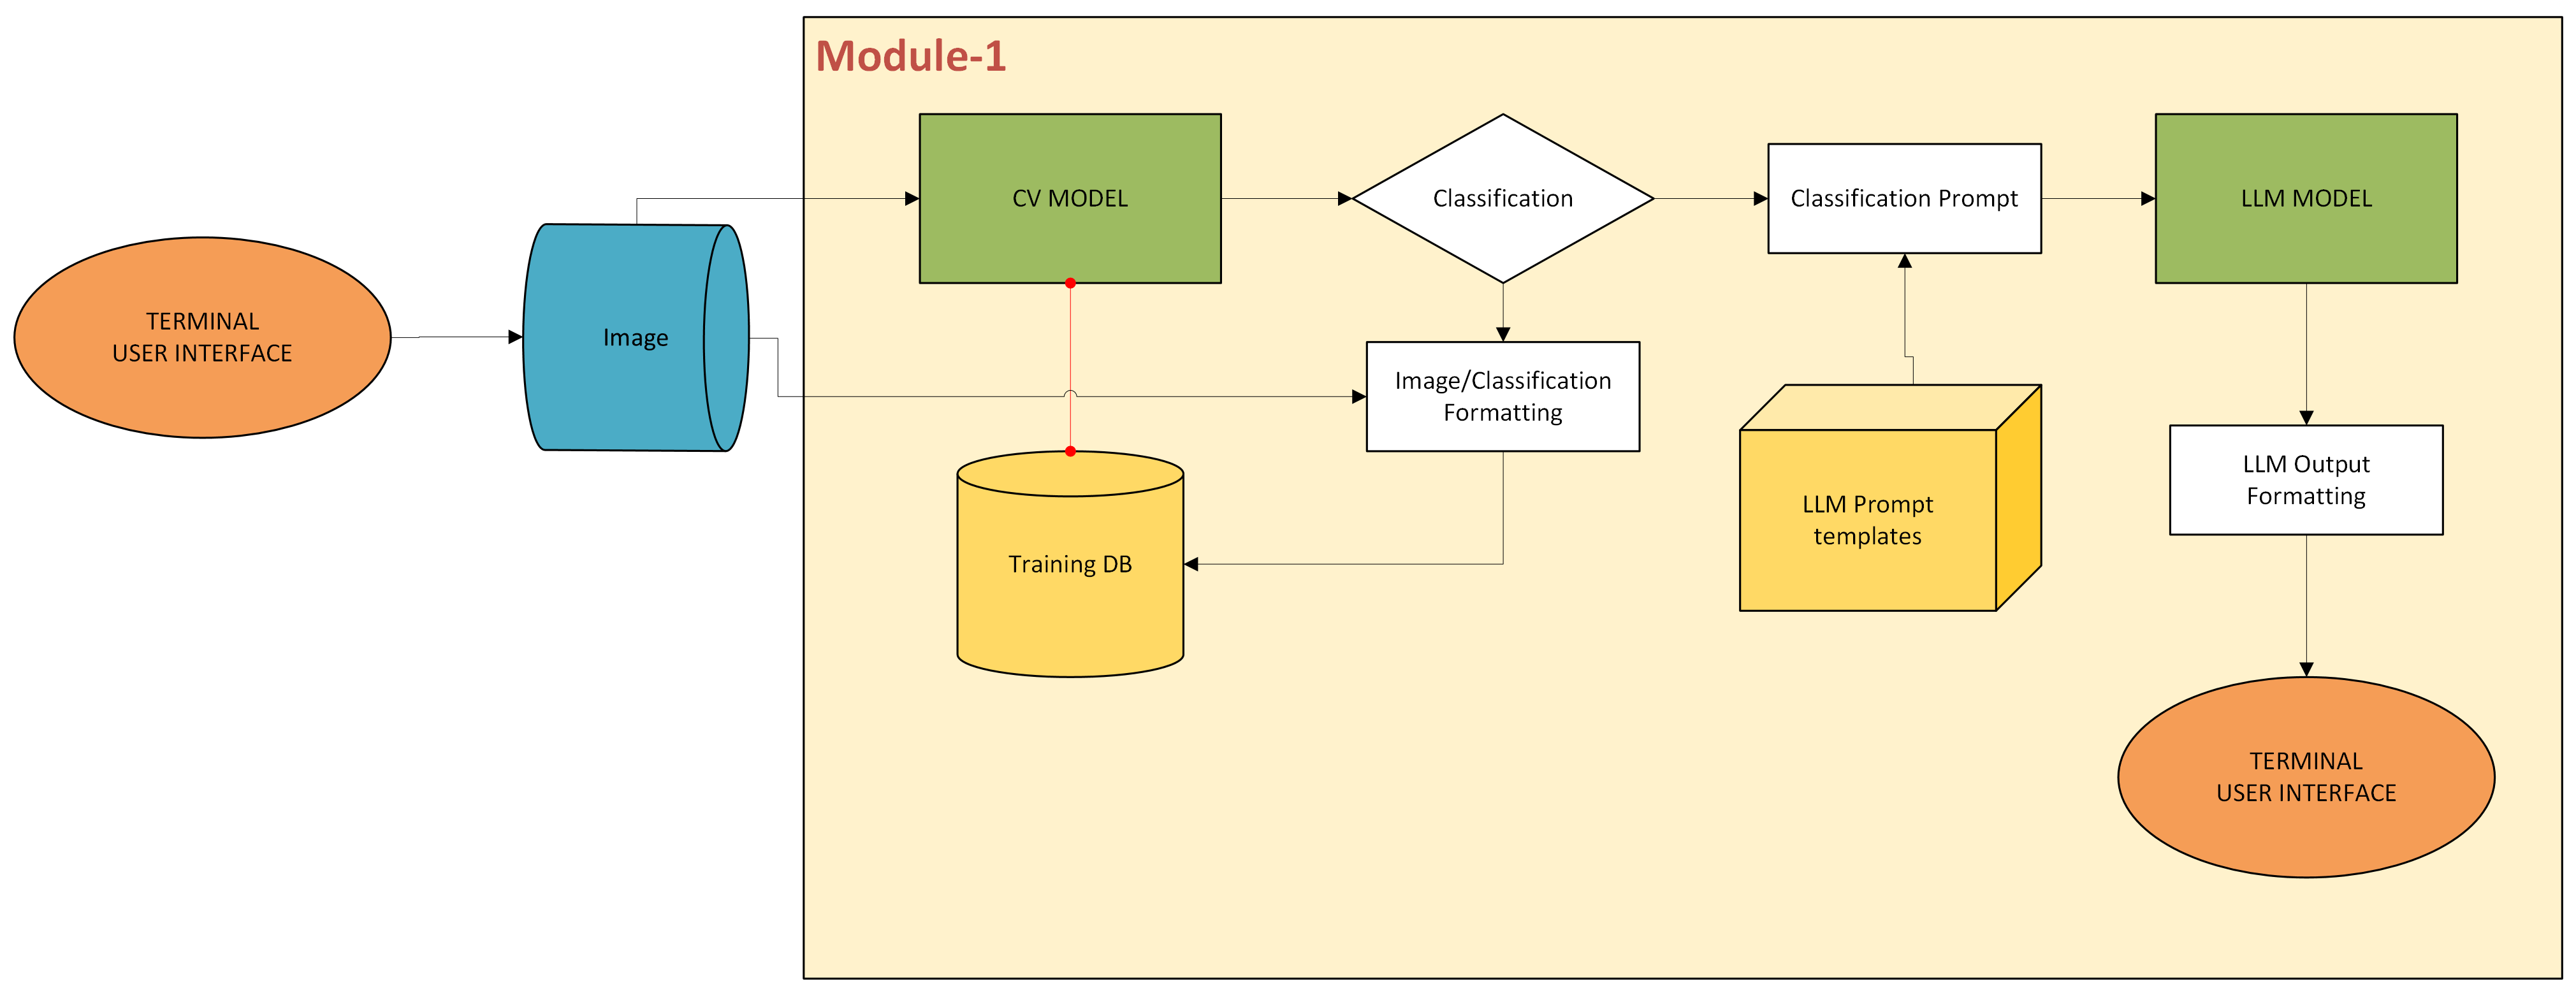 Module-1
CV MODEL
Classification
Classification Prompt
LLM MODEL
TERMINAL
USER INTERFACE
Image
Image/Classification
Formatting
Training DB
LLM Prompt
templates
LLM Output
Formatting
TERMINAL
USER INTERFACE